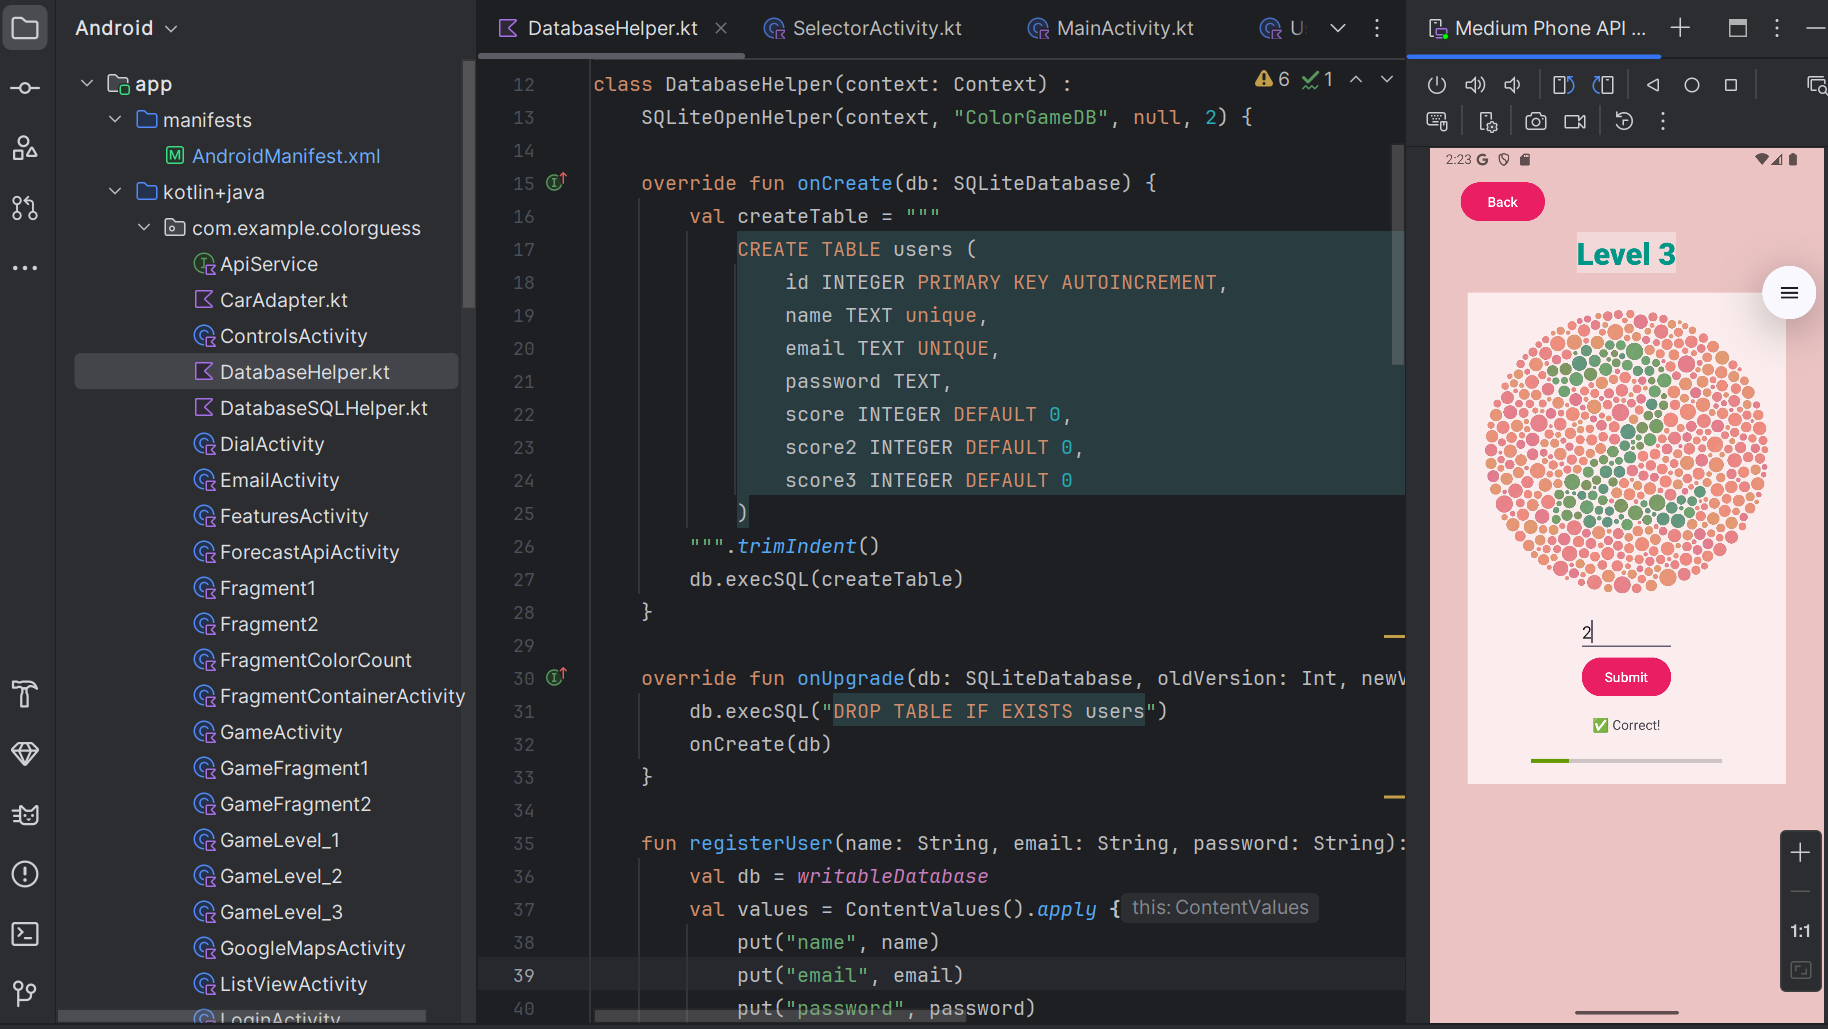 Android
app
manifests
AndroidManifest.xml
kotlin+java
com.example.colorguess
ApiService
CarAdapter.kt
ControlsActivity
DatabaseHelper.kt
DatabaseSQLHelper.kt
DialActivity
EmailActivity
FeaturesActivity
ForecastApiActivity
Fragment1
Fragment2
FragmentColorCount
FragmentContainerActivity
GameActivity
GameFragment1
GameFragment2
GameLevel_1
GameLevel_2
GameLevel_3
GoogleMapsActivity
ListViewActivity
LoginActivity
DatabaseHelper.kt
SelectorActivity.kt
MainActivity.kt
6 1
12 class DatabaseHelper(context: Context) :
13 SQLiteOpenHelper(context, "ColorGameDB", null, 2) {
14
15 override fun onCreate(db: SQLiteDatabase) {
16 val createTable = """
17 CREATE TABLE users (
18 id INTEGER PRIMARY KEY AUTOINCREMENT,
19 name TEXT unique,
20 email TEXT UNIQUE,
21 password TEXT,
22 score INTEGER DEFAULT 0,
23 score2 INTEGER DEFAULT 0,
24 score3 INTEGER DEFAULT 0
25 )
26 """.trimIndent()
27 db.execSQL(createTable)
28 }
29
30 override fun onUpgrade(db: SQLiteDatabase, oldVersion: Int, newV
31 db.execSQL("DROP TABLE IF EXISTS users")
32 onCreate(db)
33 }
34
35 fun registerUser(name: String, email: String, password: String):
36 val db = writableDatabase
37 val values = ContentValues().apply { this: ContentValues
38 put("name", name)
39 put("email", email)
40 put("password", password)
Medium Phone API ...
2:23 G
Back
Level 3
2
2
Submit
✅ Correct!
1:1